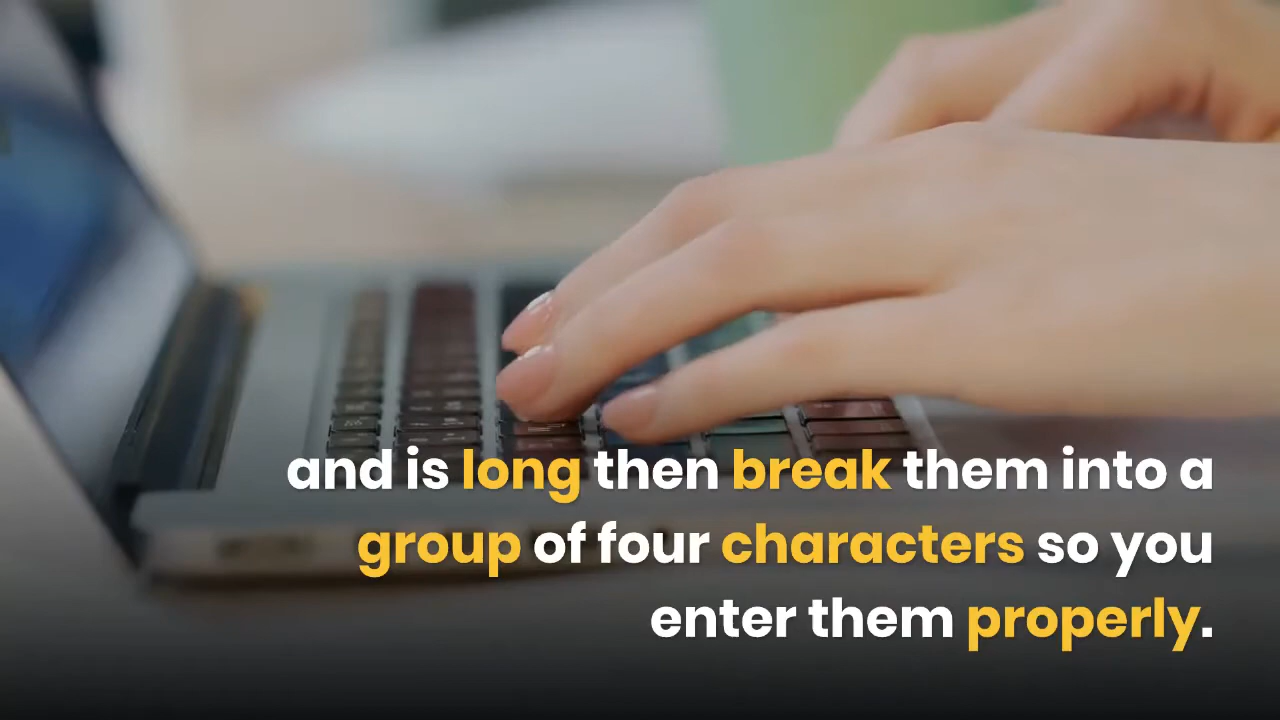 and is long then break them into a
group of four characters so you
enter them properly.